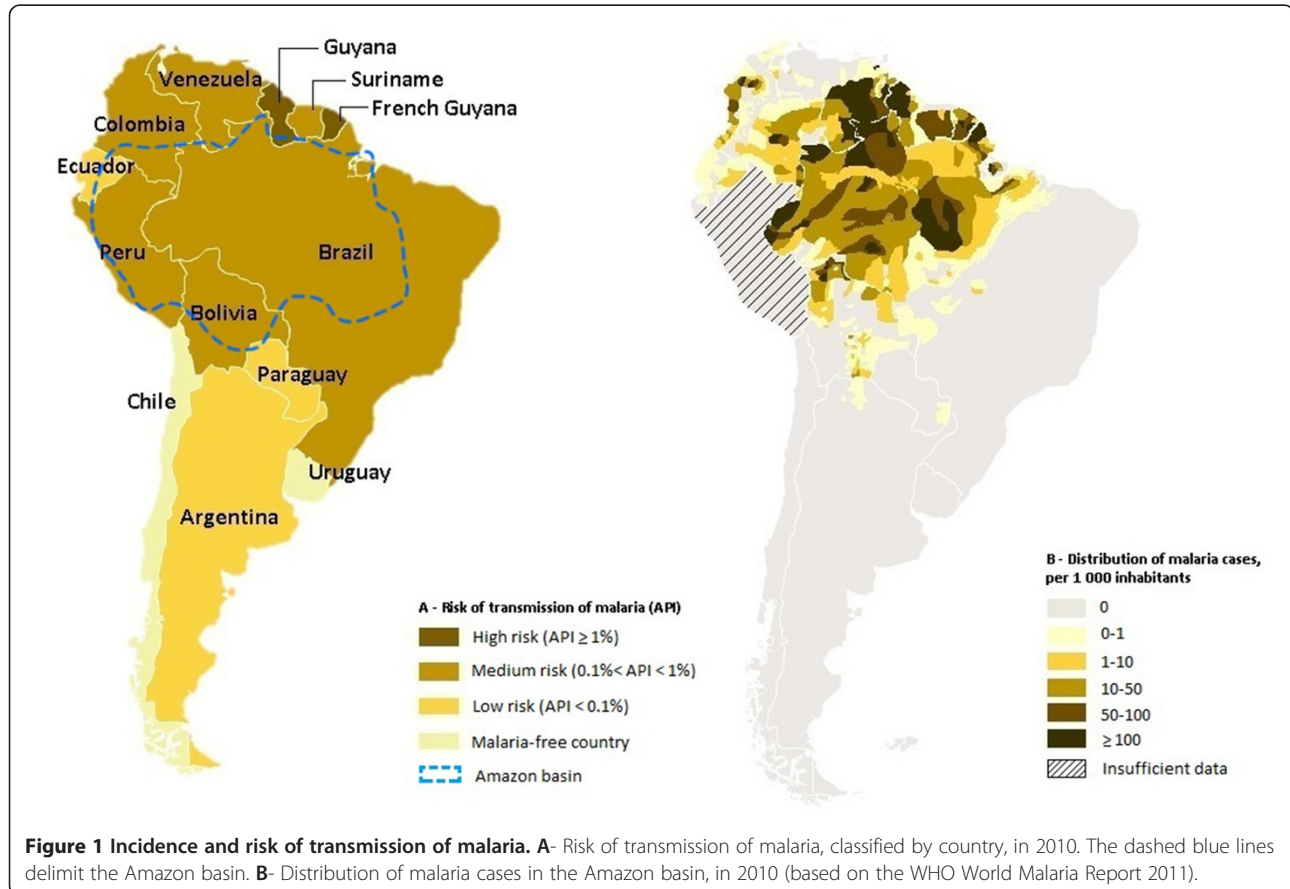 Guyana
Venezuela
Suriname
French Guyana
Colombia
Ecuador
Peru
Brazil
Bolivia
Paraguay
Chile
Uruguay
Argentina
A - Risk of transmission of malaria (API)
High risk (API ≥ 1%)
Medium risk (0.1%< API < 1%)
Low risk (API < 0.1%)
Malaria-free country
Amazon basin
B - Distribution of malaria cases,
per 1 000 inhabitants
0
0-1
1-10
10-50
50-100
≥ 100
Insufficient data
Figure 1 Incidence and risk of transmission of malaria. A- Risk of transmission of malaria, classified by country, in 2010. The dashed blue lines
delimit the Amazon basin. B- Distribution of malaria cases in the Amazon basin, in 2010 (based on the WHO World Malaria Report 2011).